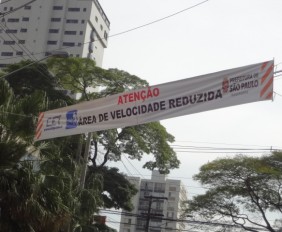 ATENÇÃO
ÁREA DE VELOCIDADE REDUZIDA
PREFEITURA DE
SÃO PAULO